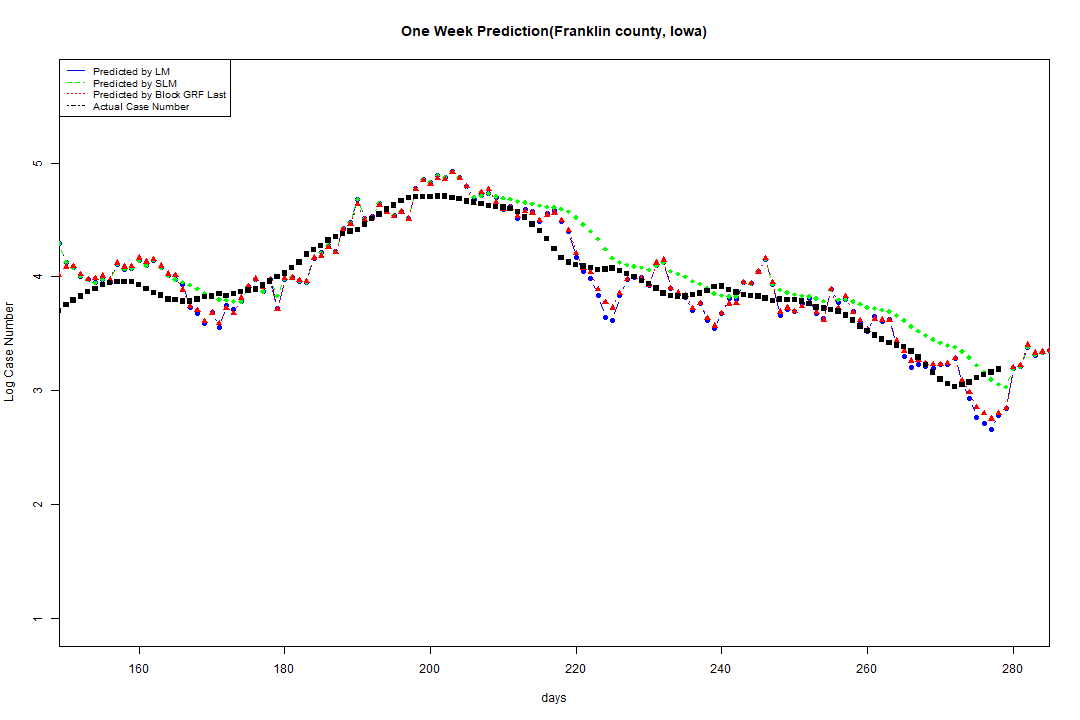 One Week Prediction(Franklin county, Iowa)
Predicted by LM
Predicted by SLM
Predicted by Block GRF Last
Actual Case Number
Log Case Number
5
4
3
2
1
160 180 200 220 240 260 280
days